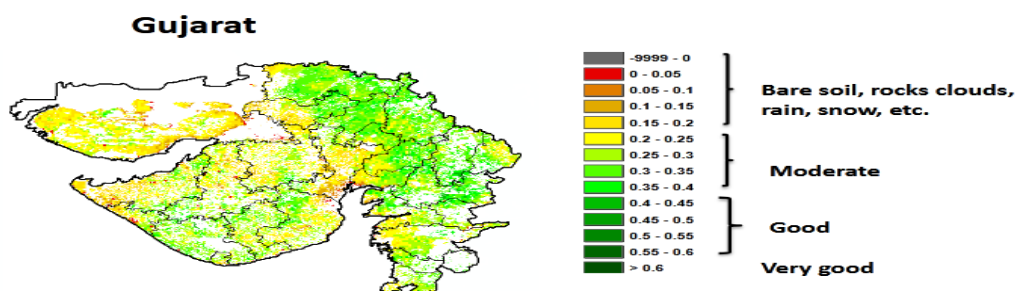 Gujarat
-9999 - 0
0 - 0.05
0.05 - 0.1
0.1 - 0.15
0.15 - 0.2
0.2 - 0.25
0.25 - 0.3
0.3 - 0.35
0.35 - 0.4
0.4 - 0.45
0.45 - 0.5
0.5 - 0.55
0.55 - 0.6
> 0.6
Bare soil, rocks clouds,
rain, snow, etc.
Moderate
Good
Very good